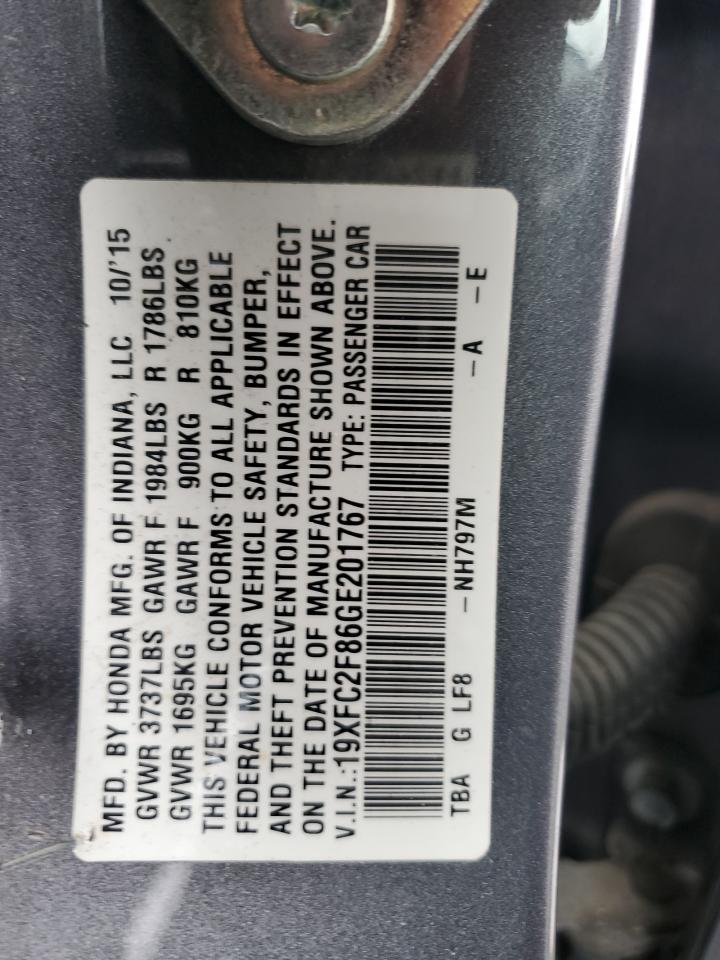 MFD. BY HONDA MFG. OF INDIANA, LLC 10/'15
GVWR 3737LBS GAWR F 1984LBS R 1786LBS
GVWR 1695KG GAWR F 900KG R 810KG
THIS VEHICLE CONFORMS TO ALL APPLICABLE
FEDERAL MOTOR VEHICLE SAFETY, BUMPER,
AND THEFT PREVENTION STANDARDS IN EFFECT
ON THE DATE OF MANUFACTURE SHOWN ABOVE.
V.I.N.:19XFC2F86GE201767 TYPE: PASSENGER CAR
TBA G LF8 -NH797M -A -E